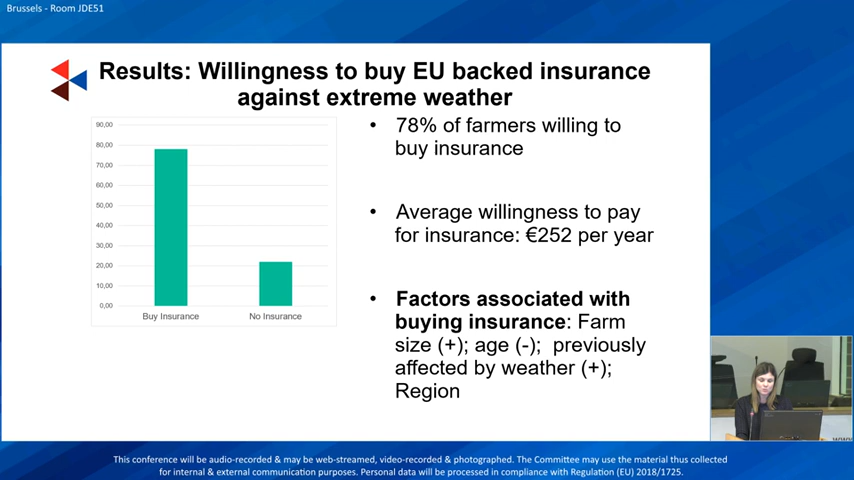 Brussels - Room JDE51
Results: Willingness to buy EU backed insurance
against extreme weather
90,00
80,00
70,00
60,00
50,00
40,00
30,00
20,00
10,00
0,00
Buy Insurance
No Insurance
• 78% of farmers willing to
buy insurance
• Average willingness to pay
for insurance: €252 per year
• Factors associated with
buying insurance: Farm
size (+); age (-);  previously
affected by weather (+);
Region
This conference will be audio-recorded & may be web-streamed, video-recorded & photographed. The Committee may use the material thus collected
for internal & external communication purposes. Personal data will be processed in compliance with Regulation (EU) 2018/1725.